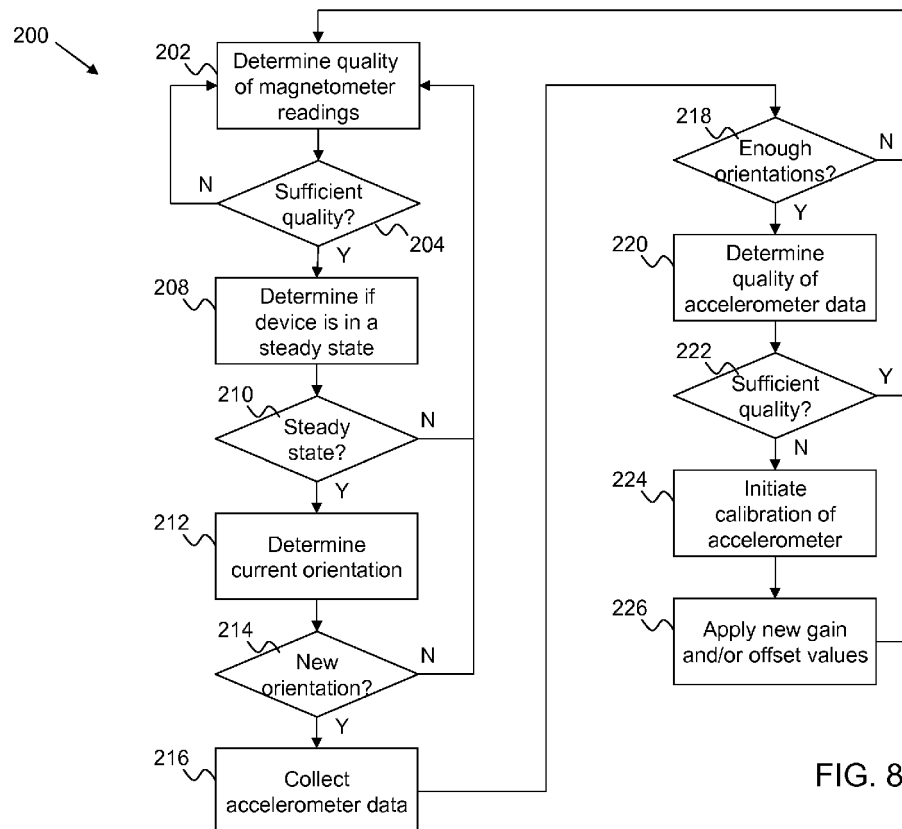 200
202
Determine quality
of magnetometer
readings
N
Sufficient
quality?
204
Y
208
Determine if
device is in a
steady state
210
Steady
state?
N
Y
212
Determine
current orientation
214
New
orientation?
N
Y
216
Collect
accelerometer data
218
Enough
orientations?
N
Y
220
Determine
quality of
accelerometer data
222
Sufficient
quality?
Y
N
224
Initiate
calibration of
accelerometer
226
Apply new gain
and/or offset values
FIG. 8